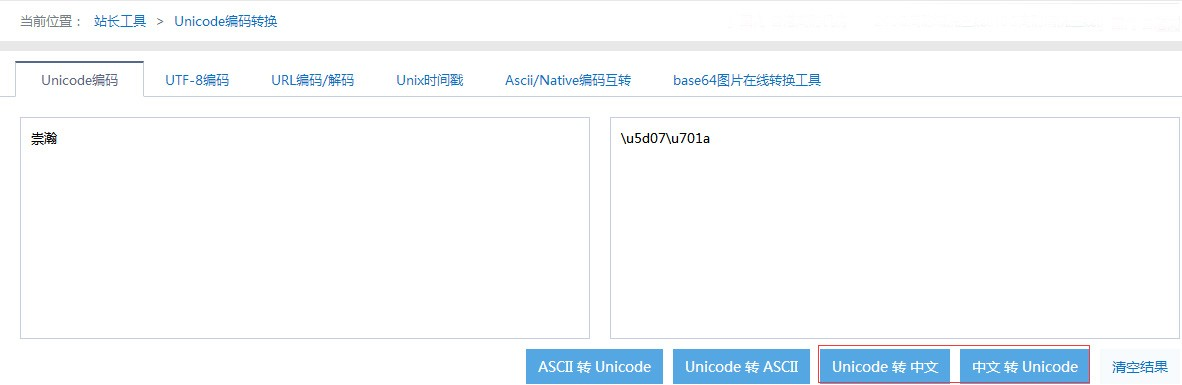 当前位置： 站长工具 > Unicode编码转换
Unicode编码 UTF-8编码 URL编码/解码 Unix时间戳 Ascii/Native编码互转 base64图片在线转换工具
崇瀚 \u5d07\u701a
ASCII 转 Unicode Unicode 转 ASCII Unicode 转 中文 中文 转 Unicode 清空结果